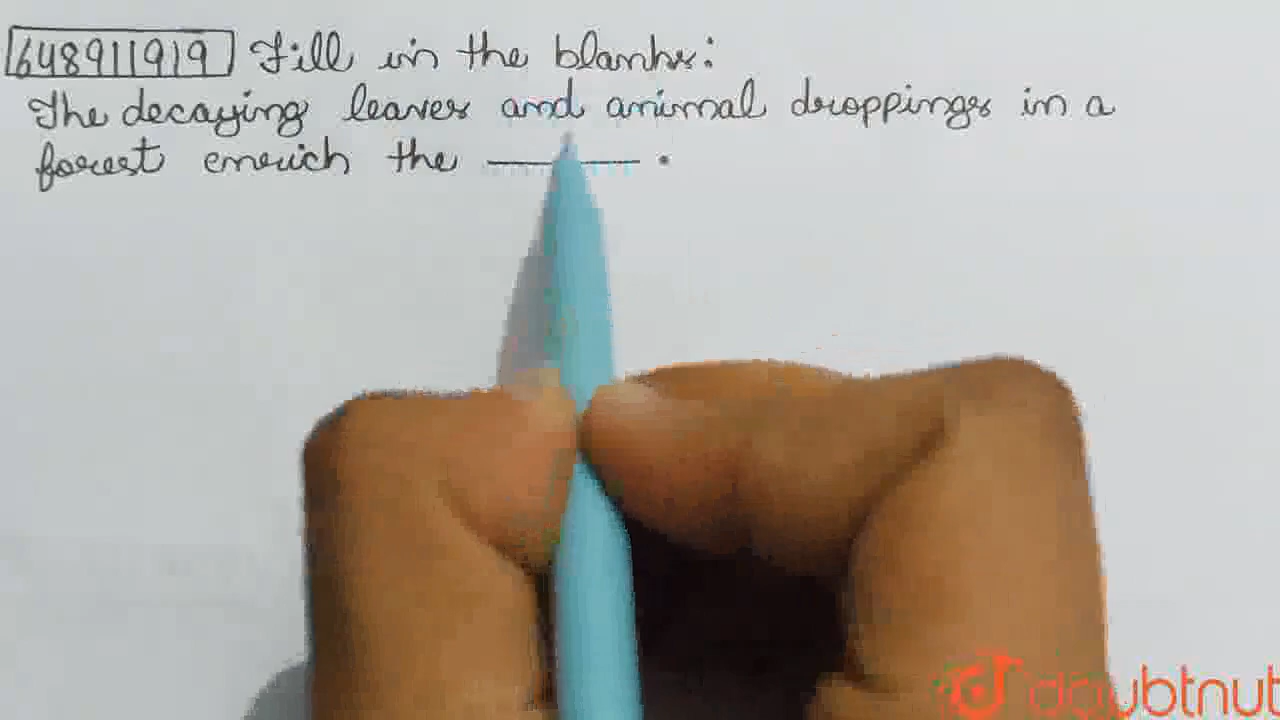 648911919 Fill in the blanks:
The decaying leaves and animal droppings in a
forest enrich the ______.
doubtnut